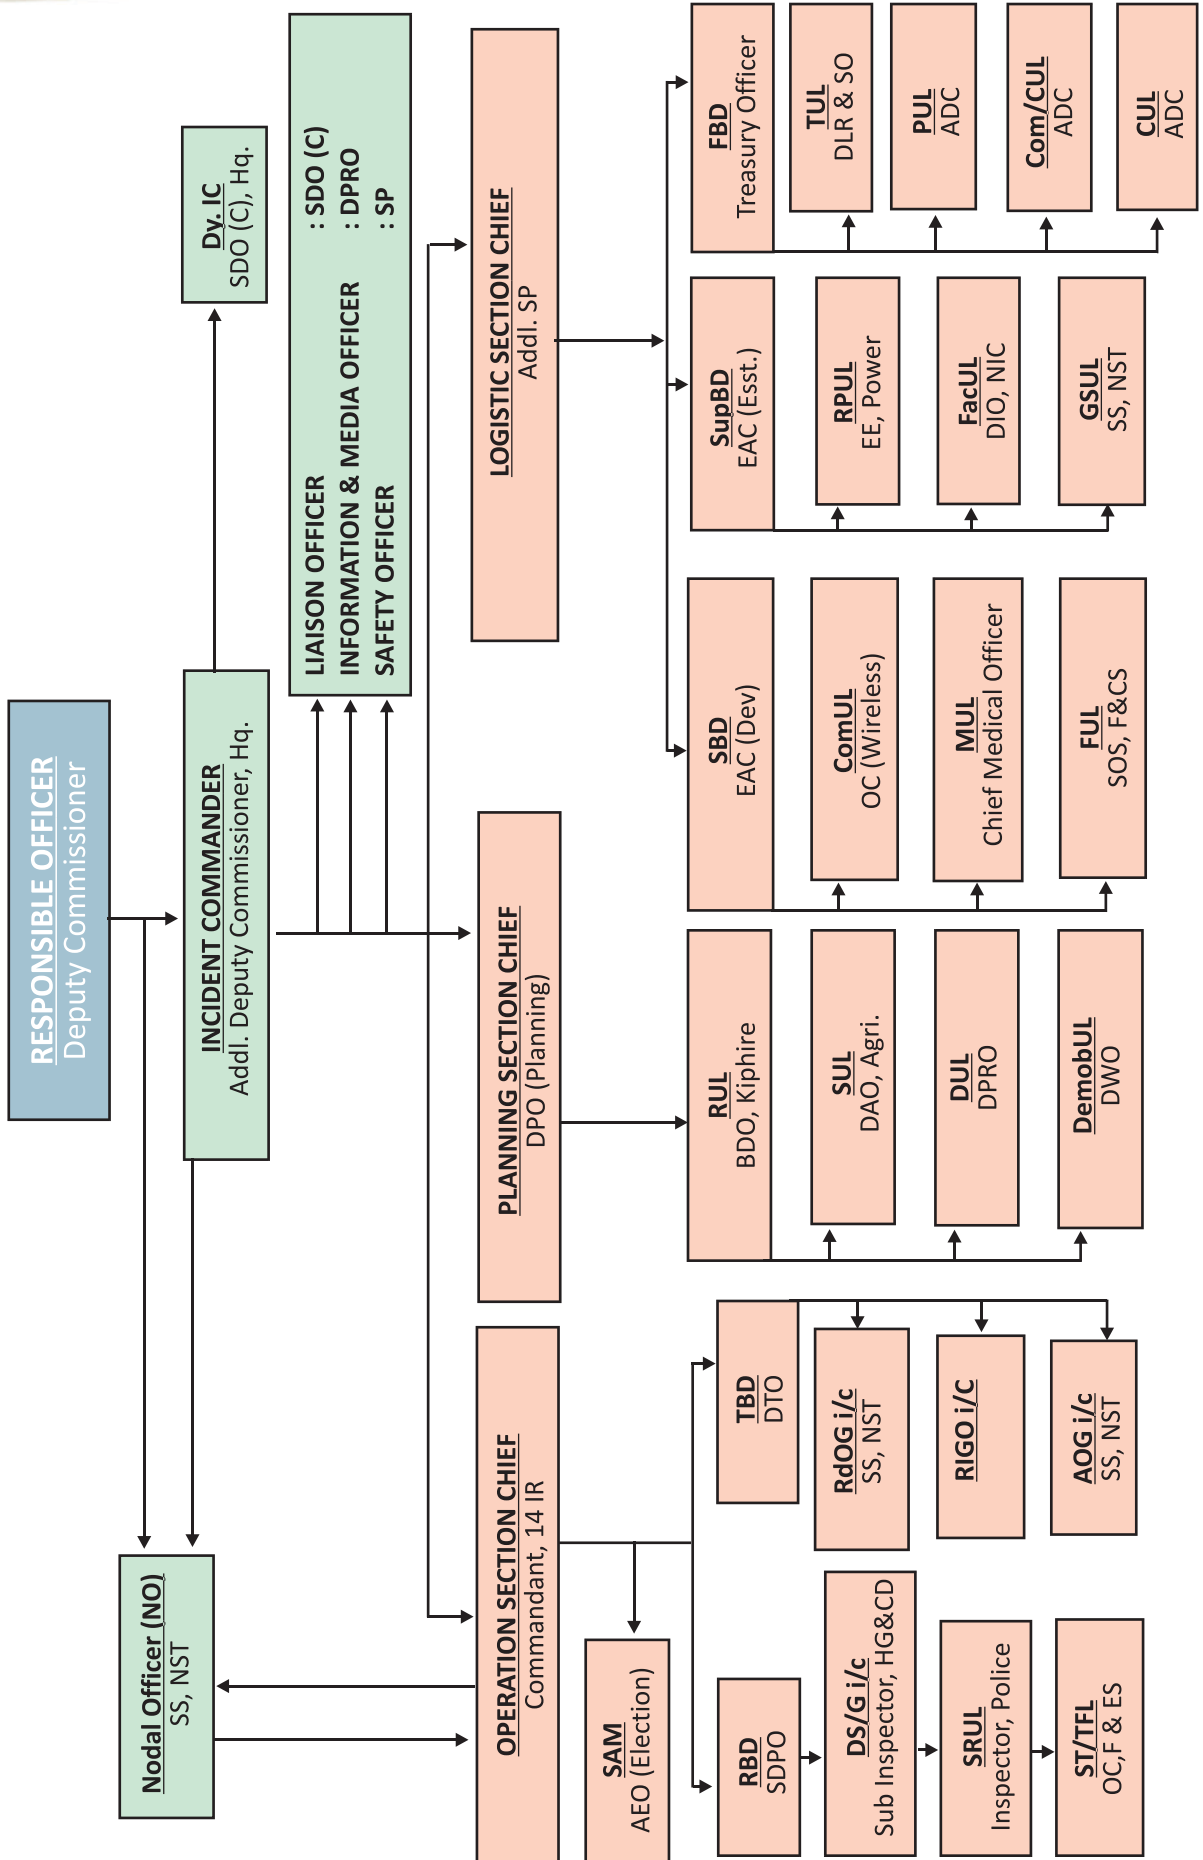 RESPONSIBLE OFFICER
Deputy Commissioner
Nodal Officer (NO)
SS, NST
INCIDENT COMMANDER
Addl. Deputy Commissioner, Hq.
Dy. IC
SDO (C), Hq.
LIAISON OFFICER : SDO (C)
INFORMATION & MEDIA OFFICER : DPRO
SAFETY OFFICER : SP
OPERATION SECTION CHIEF
Commandant, 14 IR
PLANNING SECTION CHIEF
DPO (Planning)
LOGISTIC SECTION CHIEF
Addl. SP
SAM
AEO (Election)
RBD
SDPO
DS/G i/c
Sub Inspector, HG&CD
SRUL
Inspector, Police
ST/TFL
OC,F & ES
TBD
DTO
RdOG i/c
SS, NST
RIGO i/C
AOG i/c
SS, NST
RUL
BDO, Kiphire
SUL
DAO, Agri.
DUL
DPRO
DemobUL
DWO
SBD
EAC (Dev)
ComUL
OC (Wireless)
MUL
Chief Medical Officer
FUL
SOS, F&CS
SupBD
EAC (Esst.)
RPUL
EE, Power
FacUL
DIO, NIC
GSUL
SS, NST
FBD
Treasury Officer
TUL
DLR & SO
PUL
ADC
Com/CUL
ADC
CUL
ADC